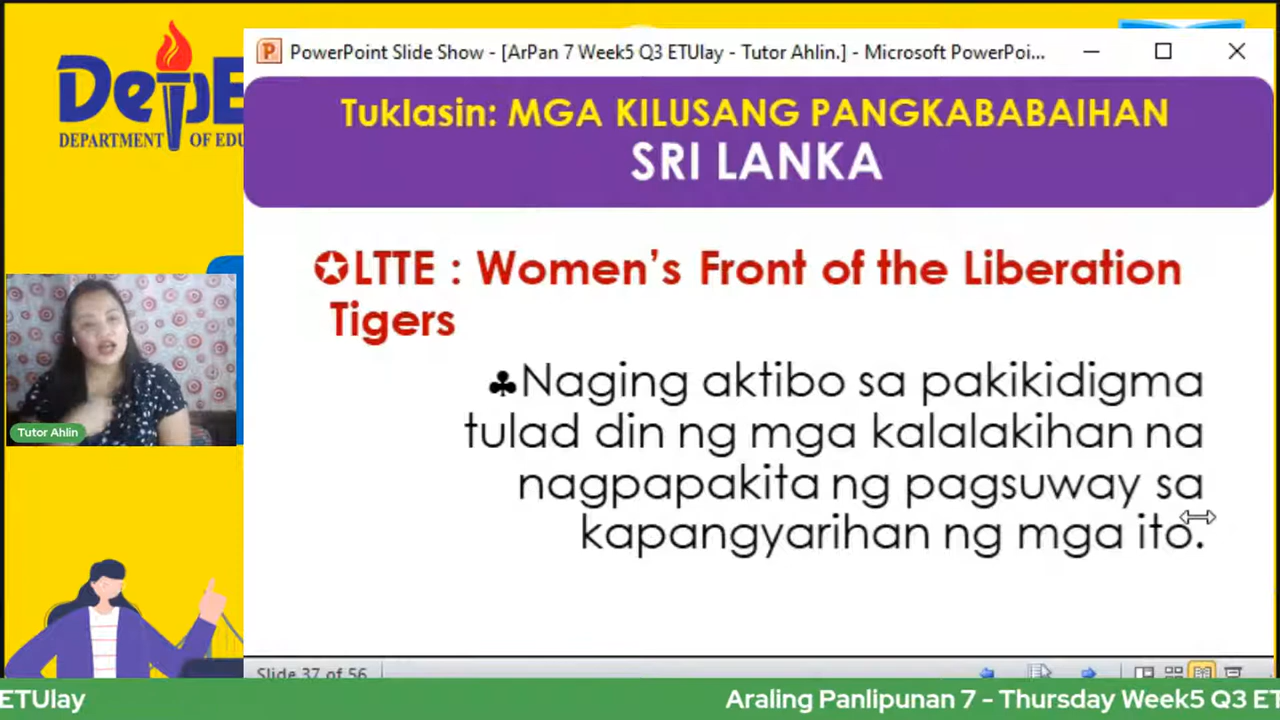 PowerPoint Slide Show - [ArPan 7 Week5 Q3 ETUlay - Tutor Ahlin.] - Microsoft PowerPoi...
DepE
DEPARTMENT OF EDU
Tuklasin: MGA KILUSANG PANGKABABAIHAN
SRI LANKA
✪LTTE : Women's Front of the Liberation
Tigers
♣Naging aktibo sa pakikidigma
tulad din ng mga kalalakihan na
nagpapakita ng pagsuway sa
kapangyarihan ng mga ito.
Tutor Ahlin
Slide 37 of 56
ETUlay
Araling Panlipunan 7 - Thursday Week5 Q3 ET